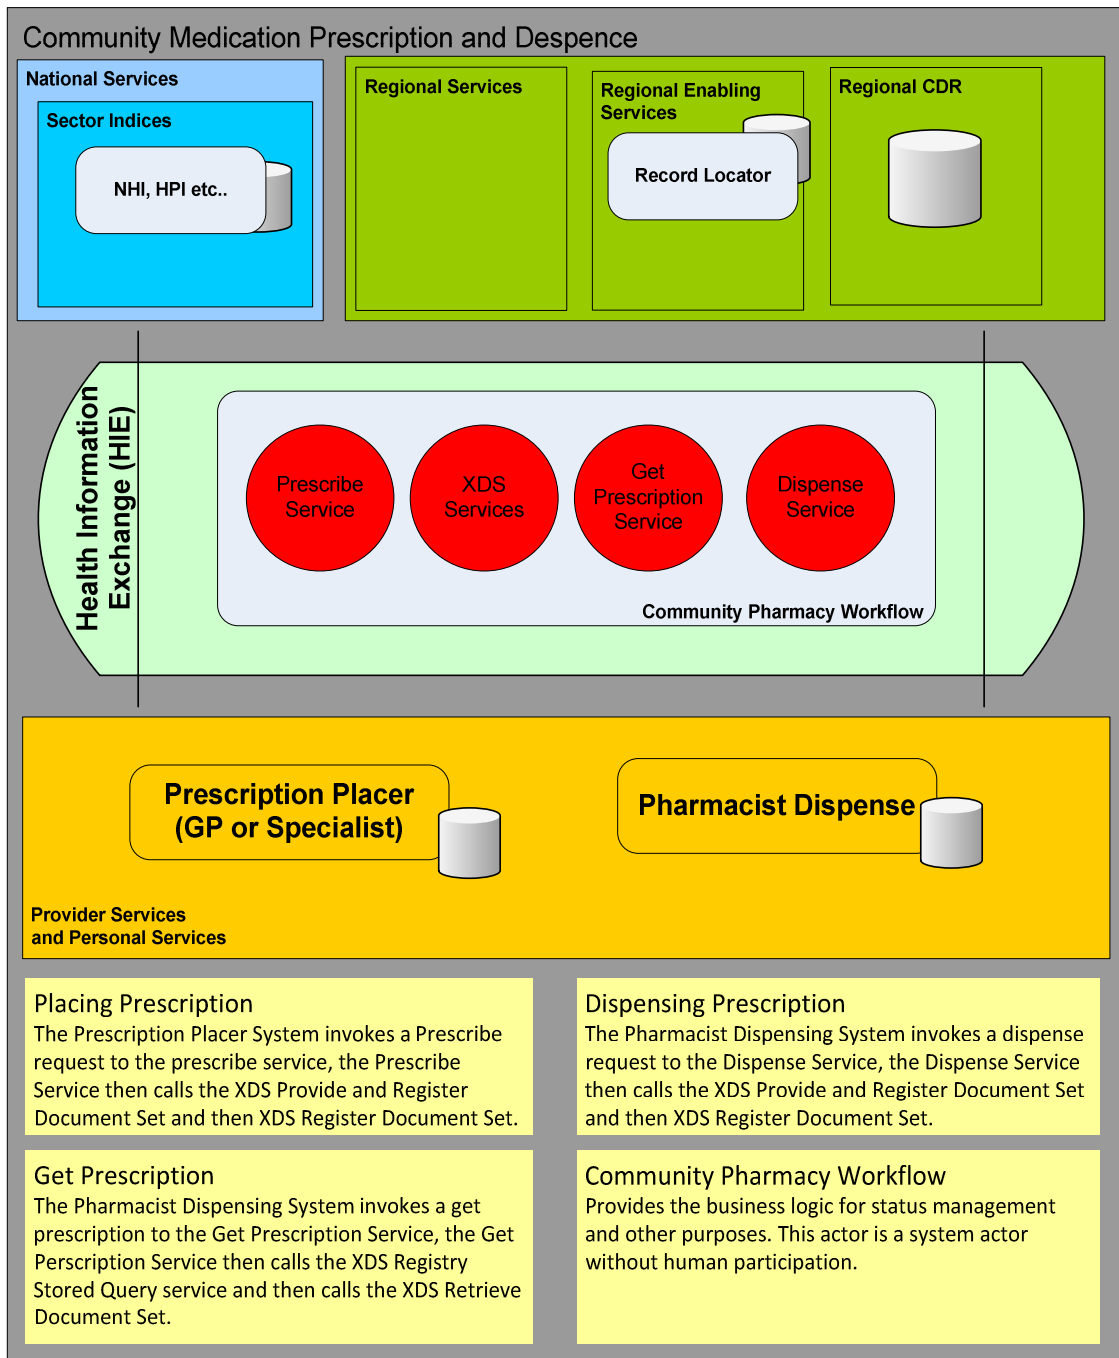 Community Medication Prescription and Despence
National Services
Sector Indices
NHI, HPI etc..
Regional Services
Regional Enabling
Services
Record Locator
Regional CDR
Health Information
Exchange (HIE)
Prescribe
Service
XDS
Services
Get
Prescription
Service
Dispense
Service
Community Pharmacy Workflow
Prescription Placer
(GP or Specialist)
Pharmacist Dispense
Provider Services
and Personal Services
Placing Prescription
The Prescription Placer System invokes a Prescribe
request to the prescribe service, the Prescribe
Service then calls the XDS Provide and Register
Document Set and then XDS Register Document Set.
Dispensing Prescription
The Pharmacist Dispensing System invokes a dispense
request to the Dispense Service, the Dispense Service
then calls the XDS Provide and Register Document Set
and then XDS Register Document Set.
Get Prescription
The Pharmacist Dispensing System invokes a get
prescription to the Get Prescription Service, the Get
Perscription Service then calls the XDS Registry
Stored Query service and then calls the XDS Retrieve
Document Set.
Community Pharmacy Workflow
Provides the business logic for status management
and other purposes. This actor is a system actor
without human participation.